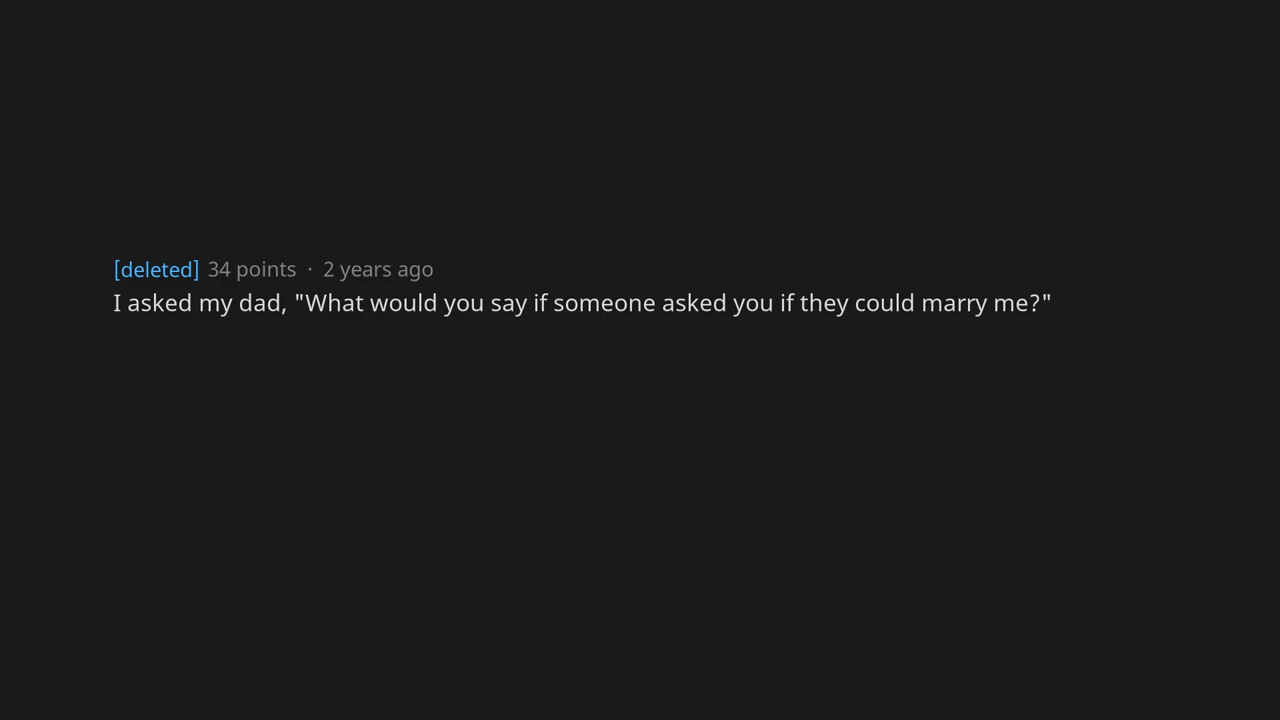 [deleted] 34 points · 2 years ago
I asked my dad, "What would you say if someone asked you if they could marry me?"